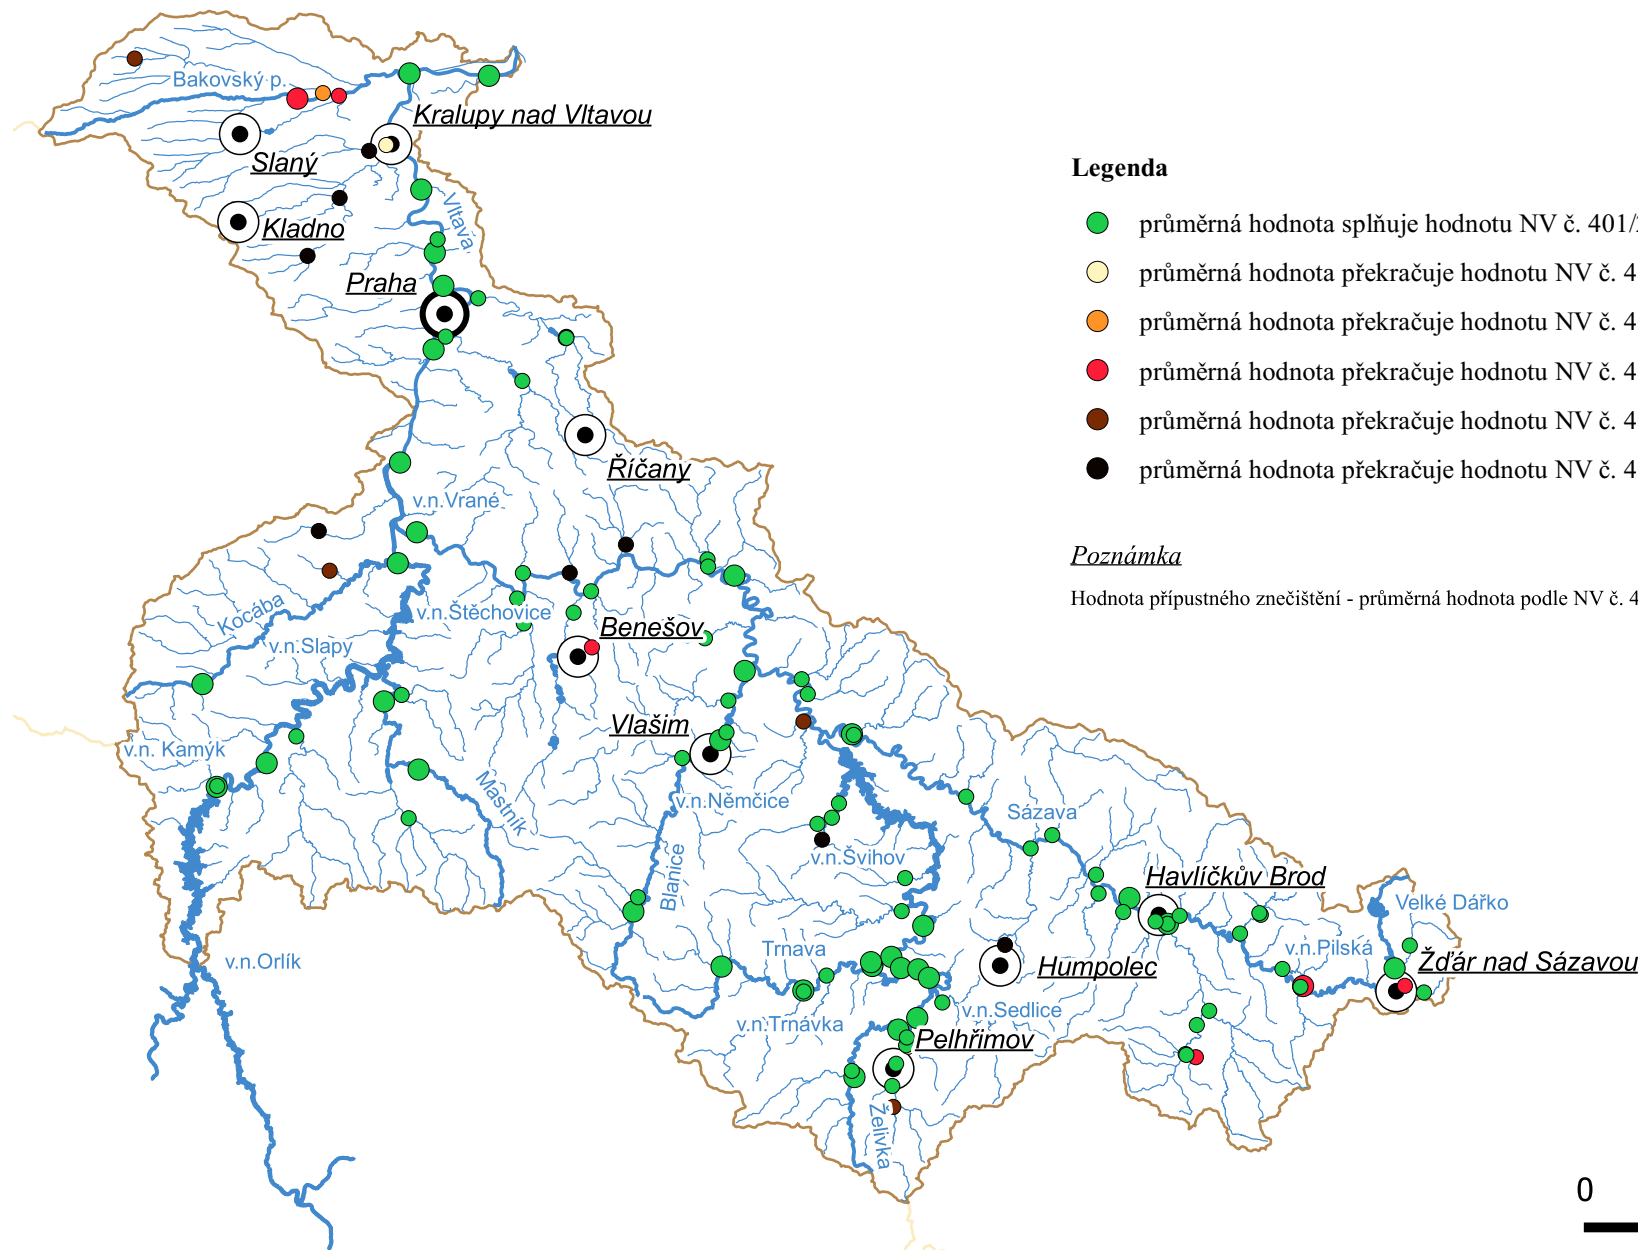 Bakovský p.
Kralupy nad Vltavou
Slaný
Kladno
Vltava
Praha
Říčany
v.n.Vrané
Kocába
v.n.Štěchovice
v.n.Slapy
Benešov
Vlašim
v.n. Kamýk
Mastník
v.n.Němčice
Sázava
v.n.Švihov
Blanice
Havlíčkův Brod
Velké Dářko
Trnava
v.n.Pilská
v.n.Orlík
Humpolec
Žďár nad Sázavou
v.n.Trnávka
v.n.Sedlice
Pelhřimov
Želivka
Legenda
průměrná hodnota splňuje hodnotu NV č. 401/
průměrná hodnota překračuje hodnotu NV č. 4
průměrná hodnota překračuje hodnotu NV č. 4
průměrná hodnota překračuje hodnotu NV č. 4
průměrná hodnota překračuje hodnotu NV č. 4
průměrná hodnota překračuje hodnotu NV č. 4
Poznámka
Hodnota přípustného znečištění - průměrná hodnota podle NV č. 4
0